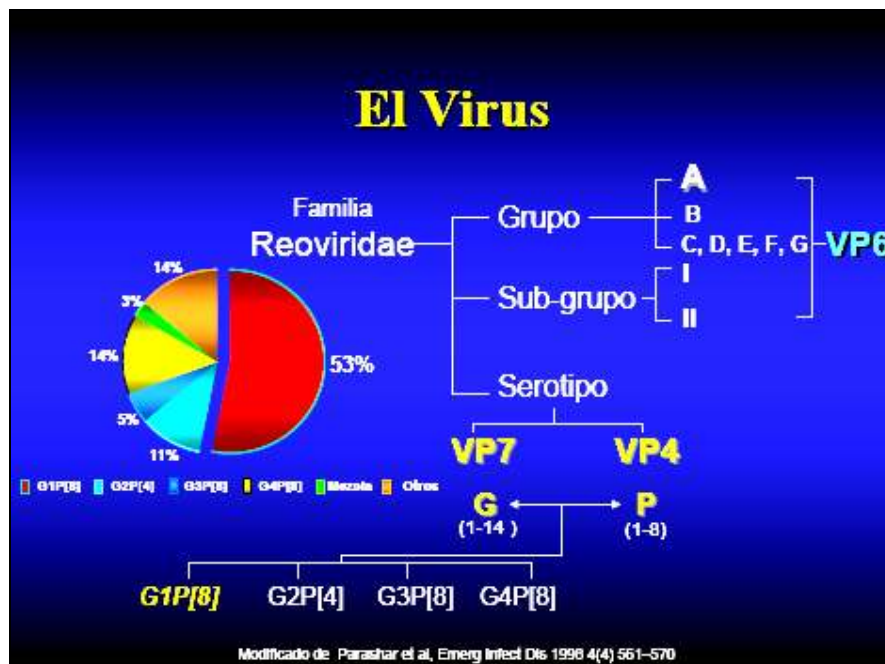 El Virus
Familia
Reoviridae
Grupo
A
B
C, D, E, F, G
VP6
Sub-grupo
I
II
Serotipo
VP7
VP4
G
P
(1-14 )
(1-8)
14%
3%
14%
5%
11%
53%
G1P[8]
G2P[4]
G3P[8]
G4P[8]
Mezcla
Otros
G1P[8]
G2P[4]
G3P[8]
G4P[8]
Modificado de Parashar et al, Emerg Infect Dis 1998 4(4) 561–570